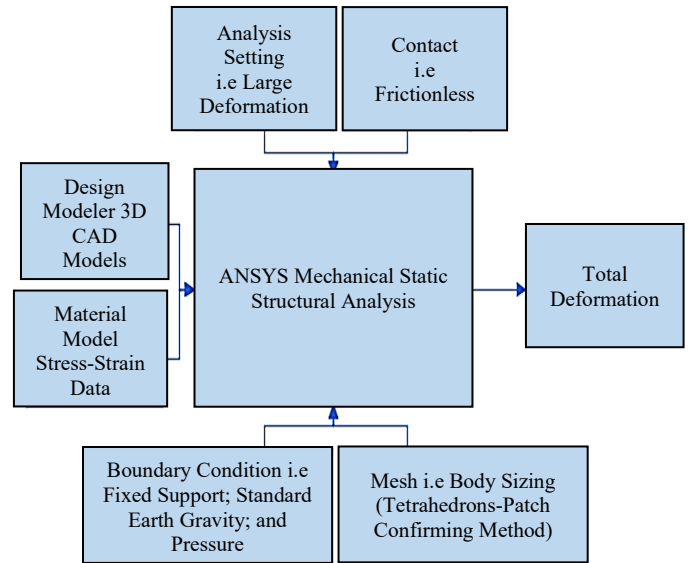 Analysis
Setting
i.e Large
Deformation
Contact
i.e
Frictionless
Design
Modeler 3D
CAD
Models
Material
Model
Stress-Strain
Data
ANSYS Mechanical Static
Structural Analysis
Total
Deformation
Boundary Condition i.e
Fixed Support; Standard
Earth Gravity; and
Pressure
Mesh i.e Body Sizing
(Tetrahedrons-Patch
Confirming Method)